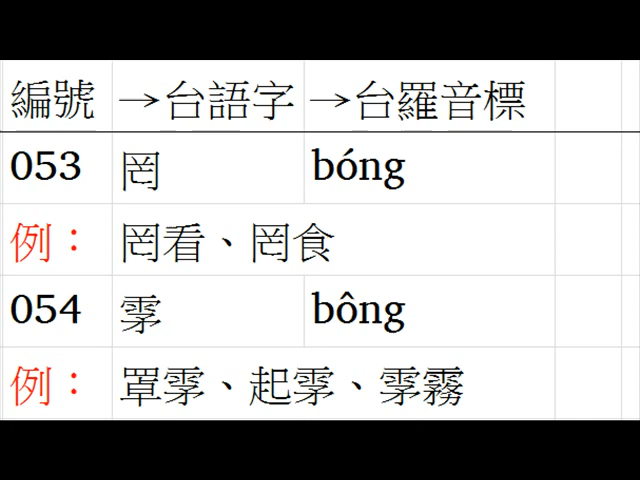 編號 →台語字 →台羅音標
053 罔 bóng
例： 罔看、罔食
054 雺 bông
例： 罩雺、起雺、雺霧